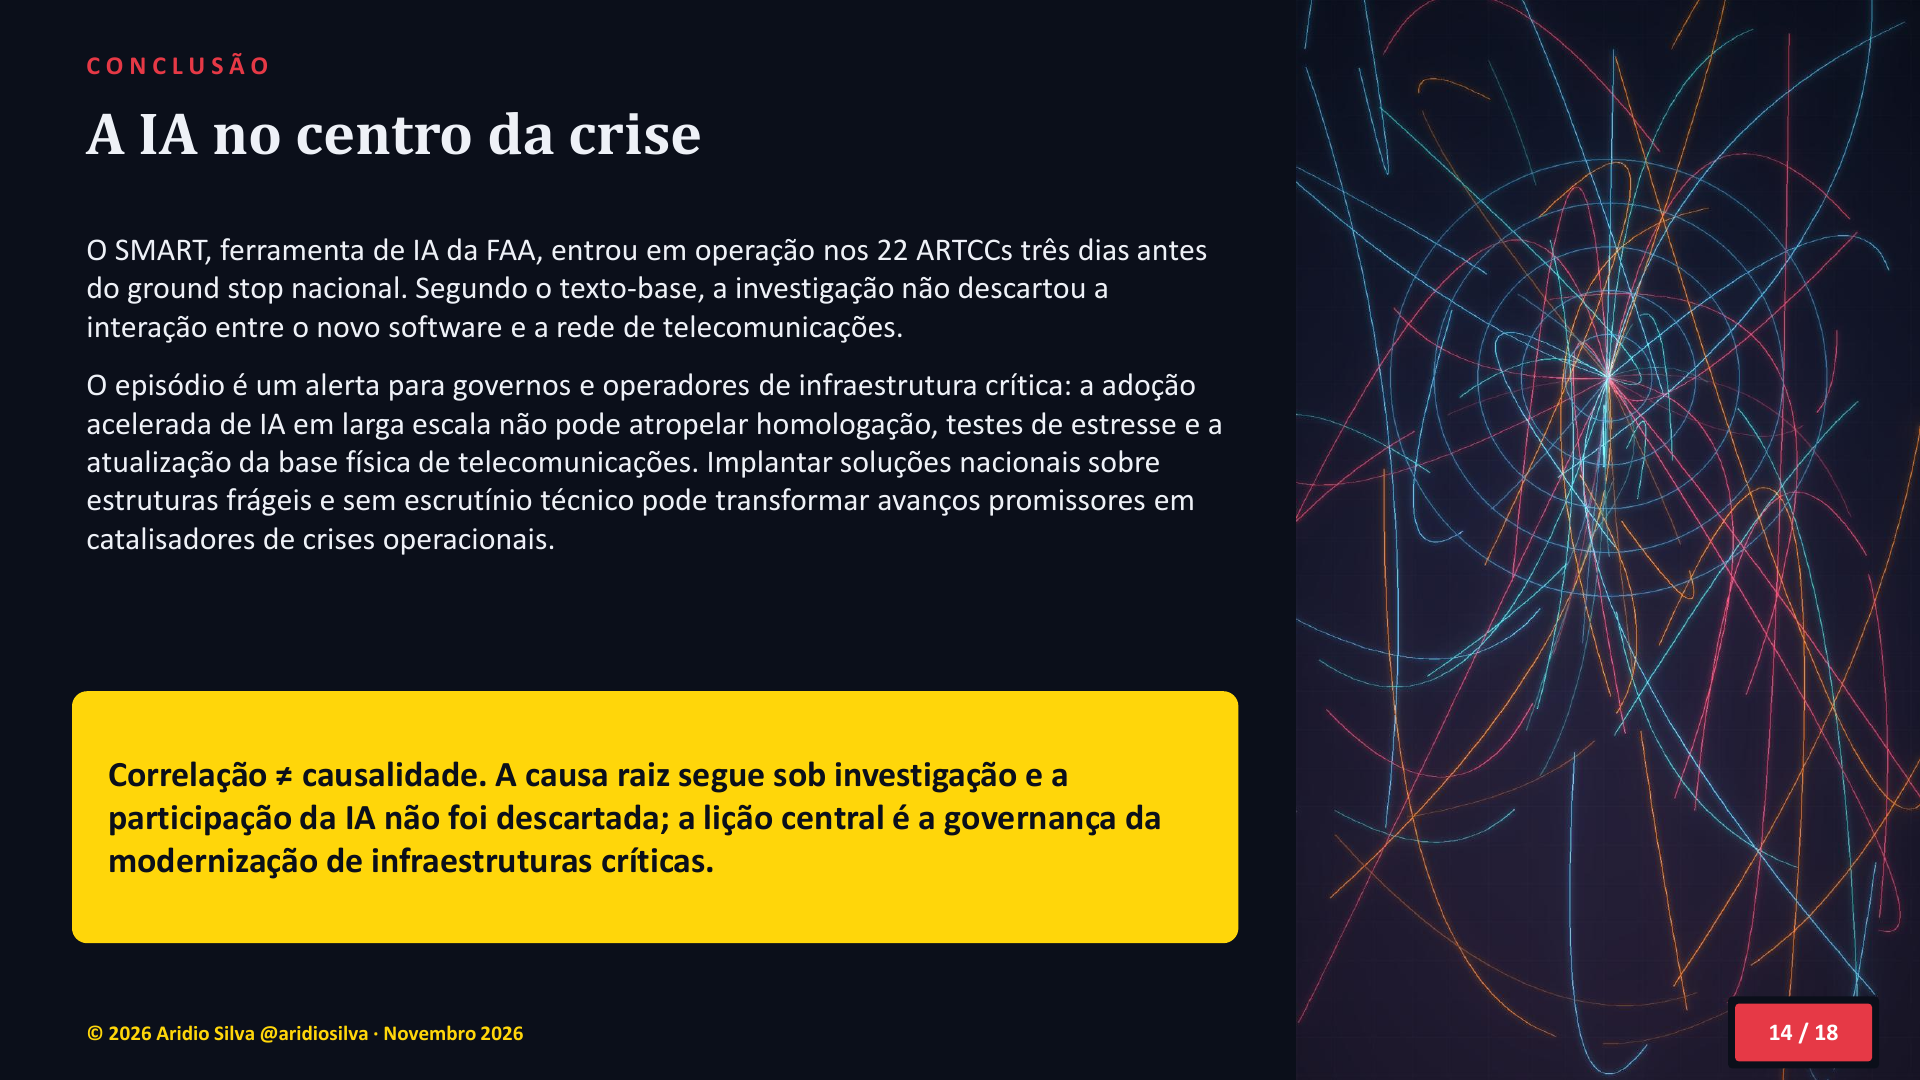 CONCLUSÃO
A IA no centro da crise
O SMART, ferramenta de IA da FAA, entrou em operação nos 22 ARTCCs três dias antes
do ground stop nacional. Segundo o texto-base, a investigação não descartou a
interação entre o novo software e a rede de telecomunicações.
O episódio é um alerta para governos e operadores de infraestrutura crítica: a adoção
acelerada de IA em larga escala não pode atropelar homologação, testes de estresse e a
atualização da base física de telecomunicações. Implantar soluções nacionais sobre
estruturas frágeis e sem escrutínio técnico pode transformar avanços promissores em
catalisadores de crises operacionais.
Correlação ≠ causalidade. A causa raiz segue sob investigação e a
participação da IA não foi descartada; a lição central é a governança da
modernização de infraestruturas críticas.
© 2026 Aridio Silva @aridiosilva · Novembro 2026
14 / 18